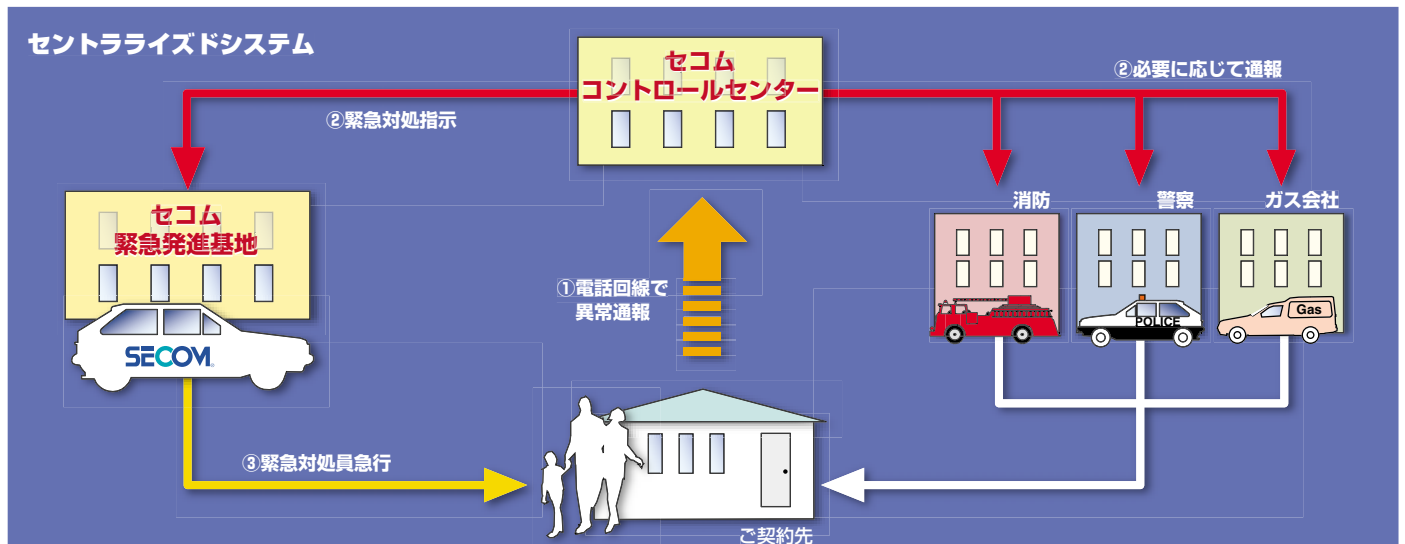 セントラライズドシステム
セコム
コントロールセンター
②必要に応じて通報
②緊急対処指示
消防
警察
ガス会社
セコム
緊急発進基地
①電話回線で
異常通報
SECOM
POLICE
Gas
③緊急対処員急行
ご契約先